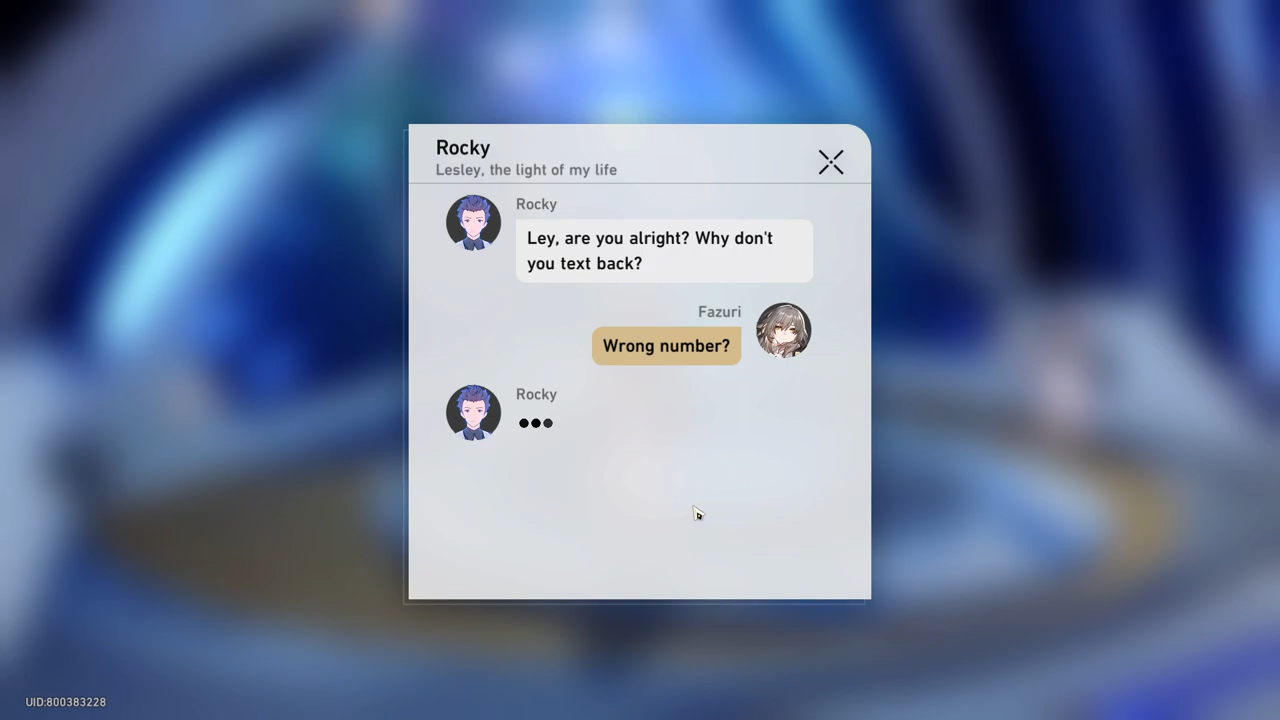 Rocky
Lesley, the light of my life
Rocky
Ley, are you alright? Why don't
you text back?
Fazuri
Wrong number?
Rocky
UID:800383228